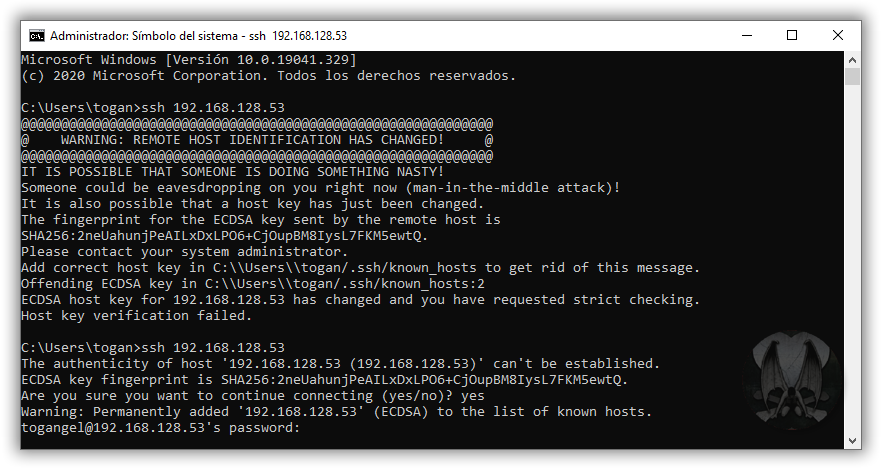 Administrador: Símbolo del sistema - ssh 192.168.128.53
Microsoft Windows [Versión 10.0.19041.329]
(c) 2020 Microsoft Corporation. Todos los derechos reservados.
C:\Users\togan>ssh 192.168.128.53
@@@@@@@@@@@@@@@@@@@@@@@@@@@@@@@@@@@@@@@@@@@@@@@@@@@@@@@@@@@
@    WARNING: REMOTE HOST IDENTIFICATION HAS CHANGED!     @
@@@@@@@@@@@@@@@@@@@@@@@@@@@@@@@@@@@@@@@@@@@@@@@@@@@@@@@@@@@
IT IS POSSIBLE THAT SOMEONE IS DOING SOMETHING NASTY!
Someone could be eavesdropping on you right now (man-in-the-middle attack)!
It is also possible that a host key has just been changed.
The fingerprint for the ECDSA key sent by the remote host is
SHA256:2neUahunjPeAILxDxLPO6+CjOupBM8IysL7FKM5ewtQ.
Please contact your system administrator.
Add correct host key in C:\\Users\\togan/.ssh/known_hosts to get rid of this message.
Offending ECDSA key in C:\\Users\\togan/.ssh/known_hosts:2
ECDSA host key for 192.168.128.53 has changed and you have requested strict checking.
Host key verification failed.
C:\Users\togan>ssh 192.168.128.53
The authenticity of host '192.168.128.53 (192.168.128.53)' can't be established.
ECDSA key fingerprint is SHA256:2neUahunjPeAILxDxLPO6+CjOupBM8IysL7FKM5ewtQ.
Are you sure you want to continue connecting (yes/no)? yes
Warning: Permanently added '192.168.128.53' (ECDSA) to the list of known hosts.
togangel@192.168.128.53's password: